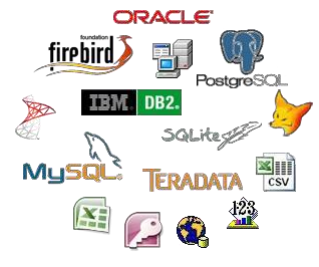 ORACLE
foundation
firebird
PostgreSQL
IBM DB2.
SQLite
MySQL
TERADATA
CSV
123